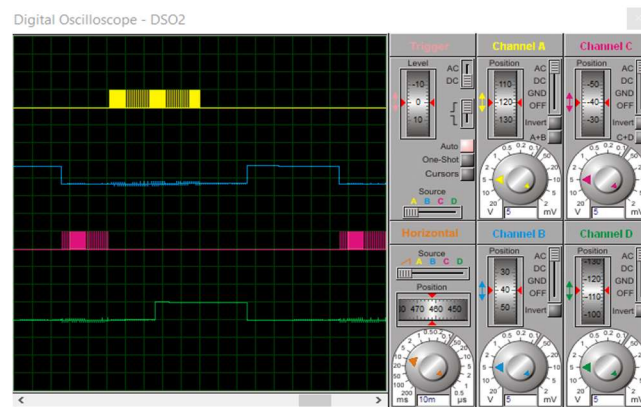 Digital Oscilloscope - DSO2
Trigger
Level
-10
0
10
AC
DC
Auto
One-Shot
Cursors
Source
A B C D
Channel A
Position
110
-120
130
AC
DC
GND
OFF
Invert
A+B
V
5
mV
Channel C
Position
-50
-40
-30
AC
DC
GND
OFF
Invert
C+D
V
5
mV
Horizontal
Source
A B C D
Position
470 460 450
ms
10m
µs
Channel B
Position
30
40
50
AC
DC
GND
OFF
Invert
V
5
mV
Channel D
Position
-130
-120
-110
-100
AC
DC
GND
OFF
Invert
V
5
mV